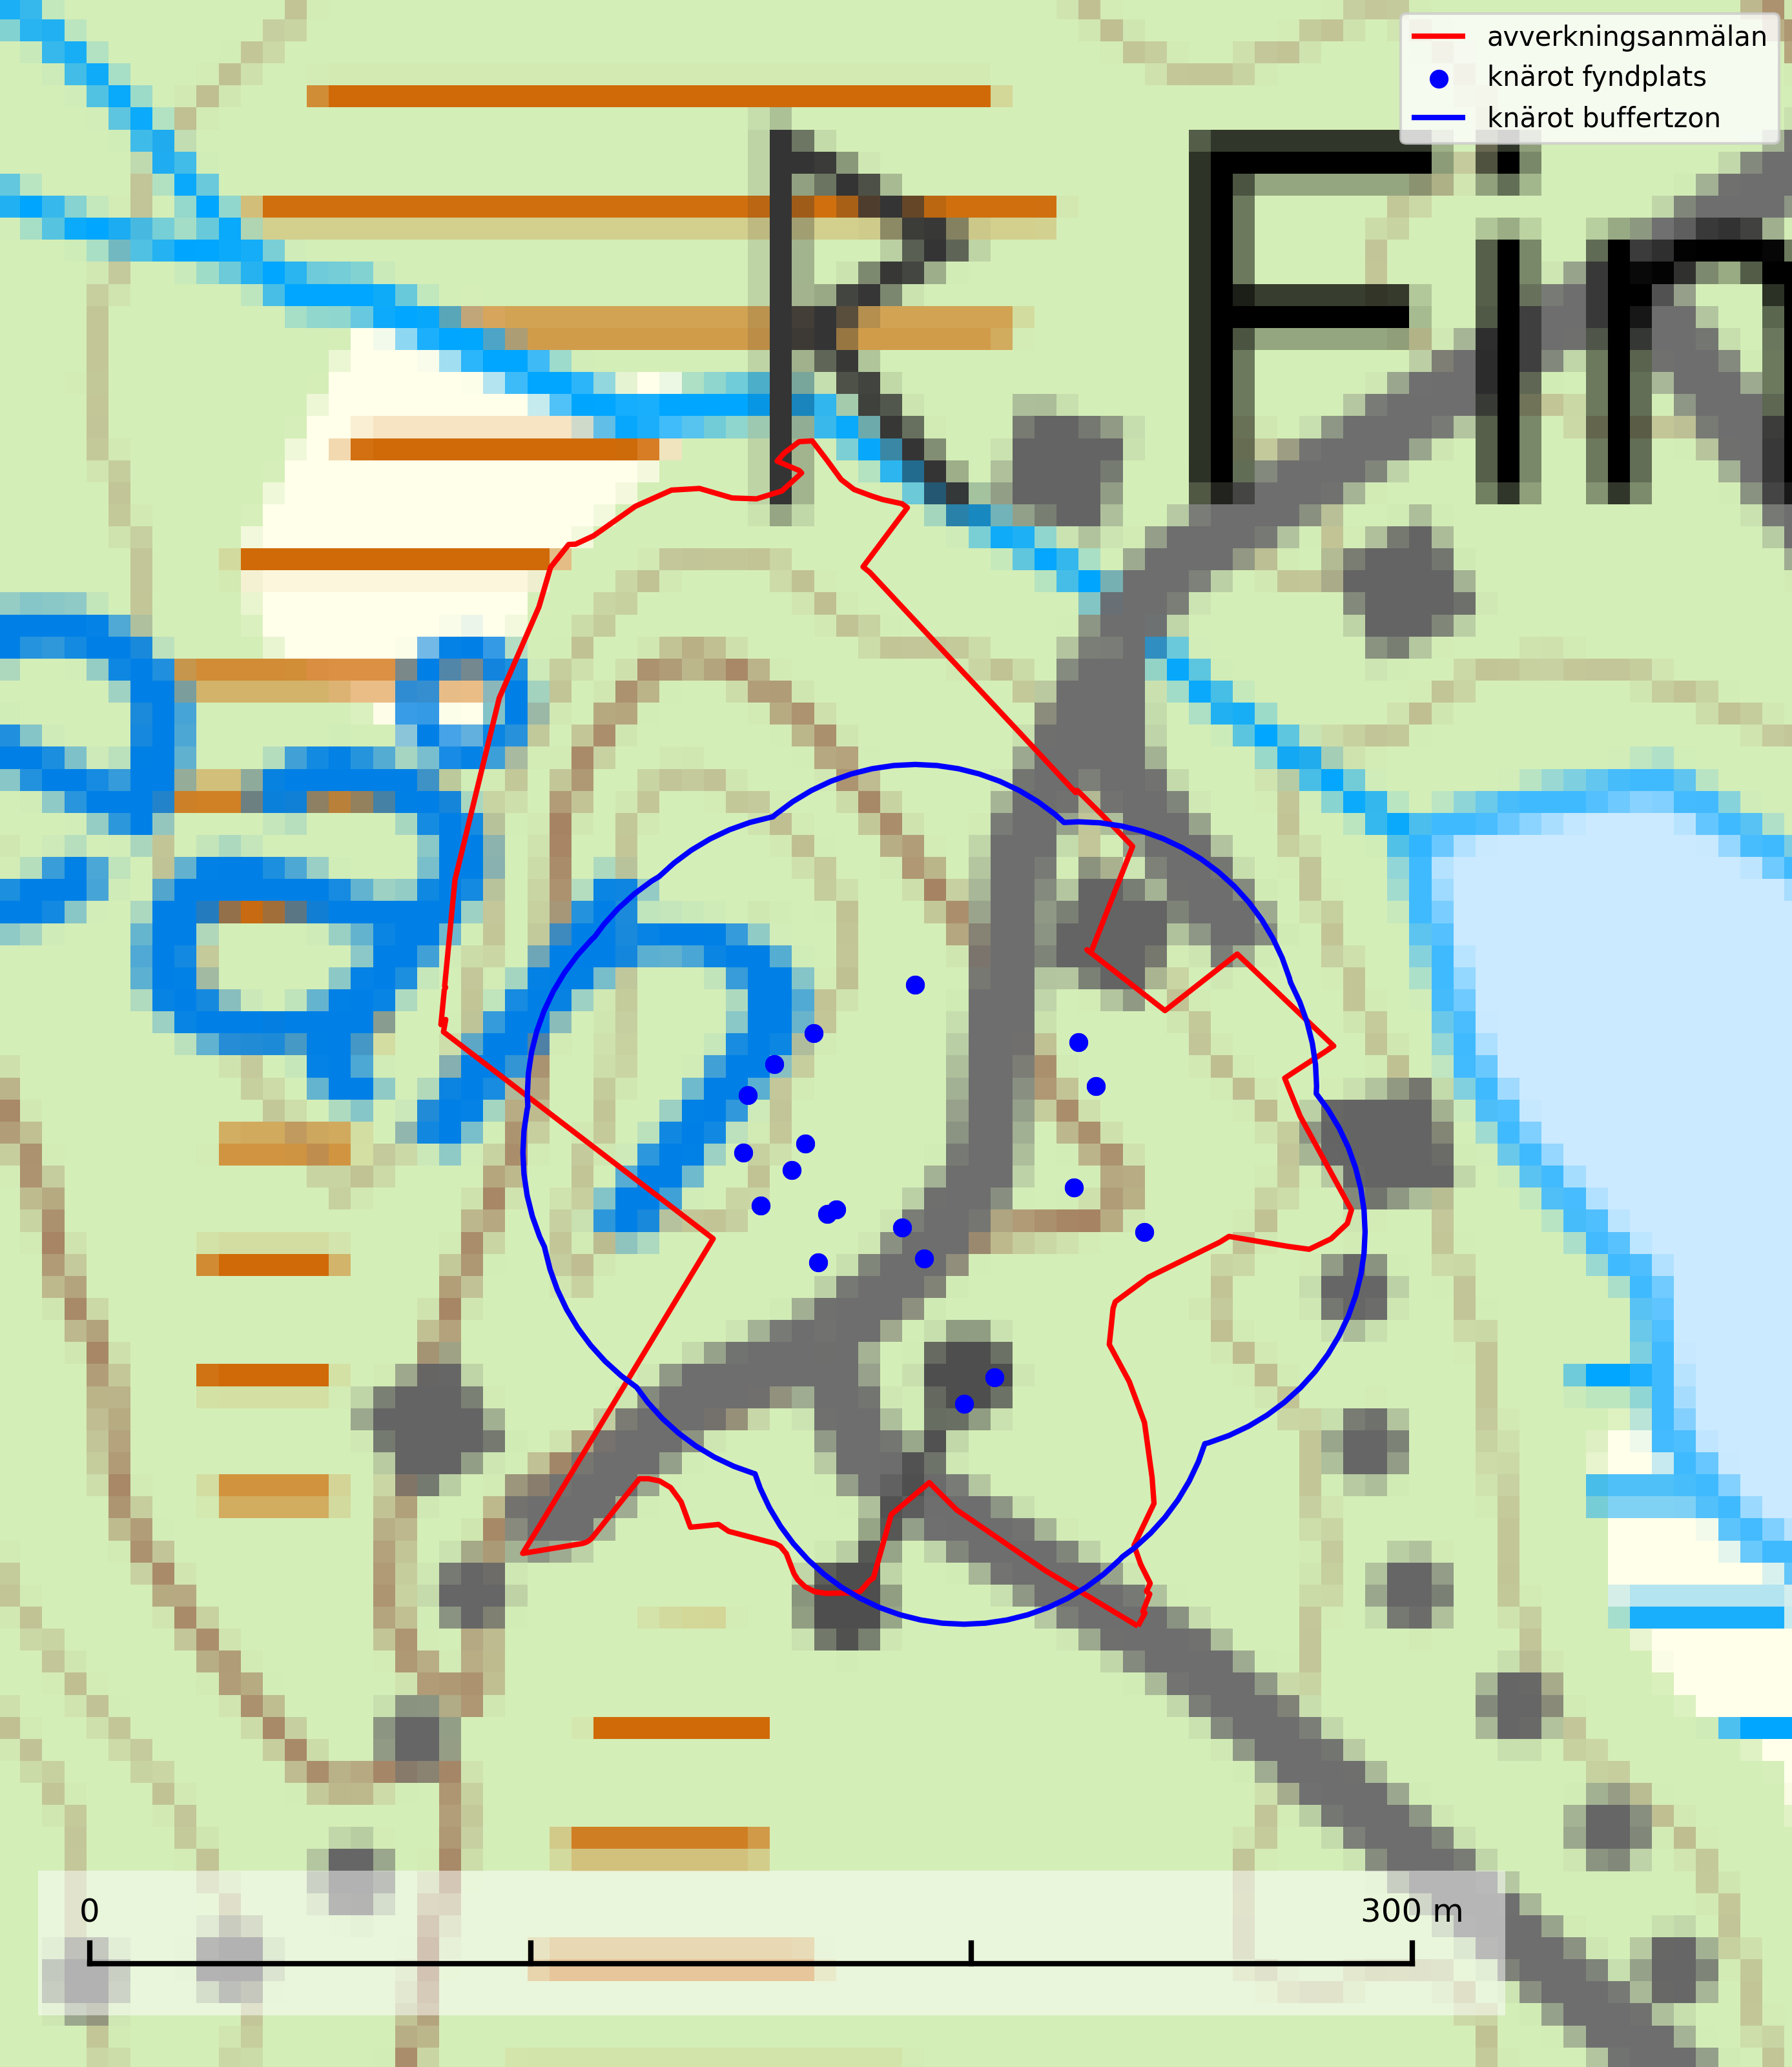 avverkningsanmälan
knärot fyndplats
knärot buffertzon
0 300 m